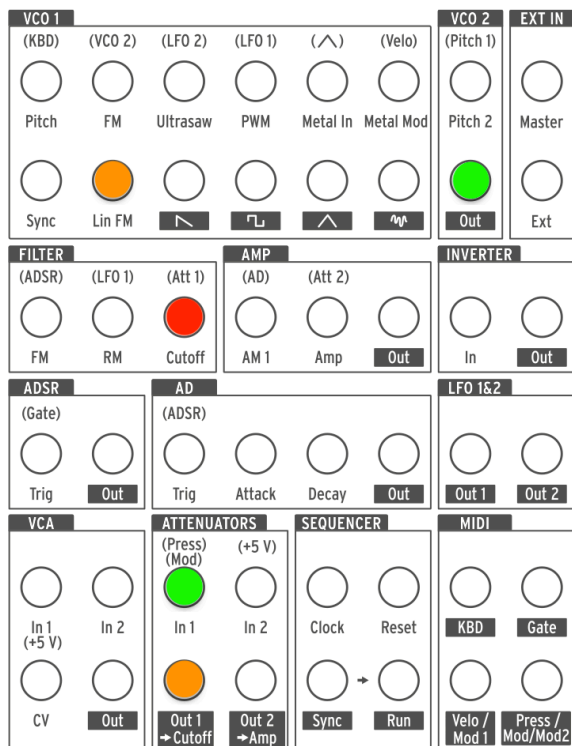 VCO 1 VCO 2 EXT IN
(KBD) (VCO 2) (LFO 2) (LFO 1) (Velo) (Pitch 1)
Pitch FM Ultrasaw PWM Metal In Metal Mod Pitch 2 Master
Sync Lin FM Out Ext
FILTER AMP INVERTER
(ADSR) (LFO 1) (Att 1) (AD) (Att 2)
FM RM Cutoff AM 1 Amp Out In Out
ADSR AD LFO 1&2
(Gate) (ADSR)
Trig Out Trig Attack Decay Out Out 1 Out 2
VCA ATTENUATORS SEQUENCER MIDI
(Press) (+5 V)
(Mod)
In 1 In 2 In 1 In 2 Clock Reset KBD Gate
(+5 V)
CV Out Out 1 Out 2 Sync → Run Velo / Press /
➔Cutoff ➔Amp Mod 1 Mod/Mod2